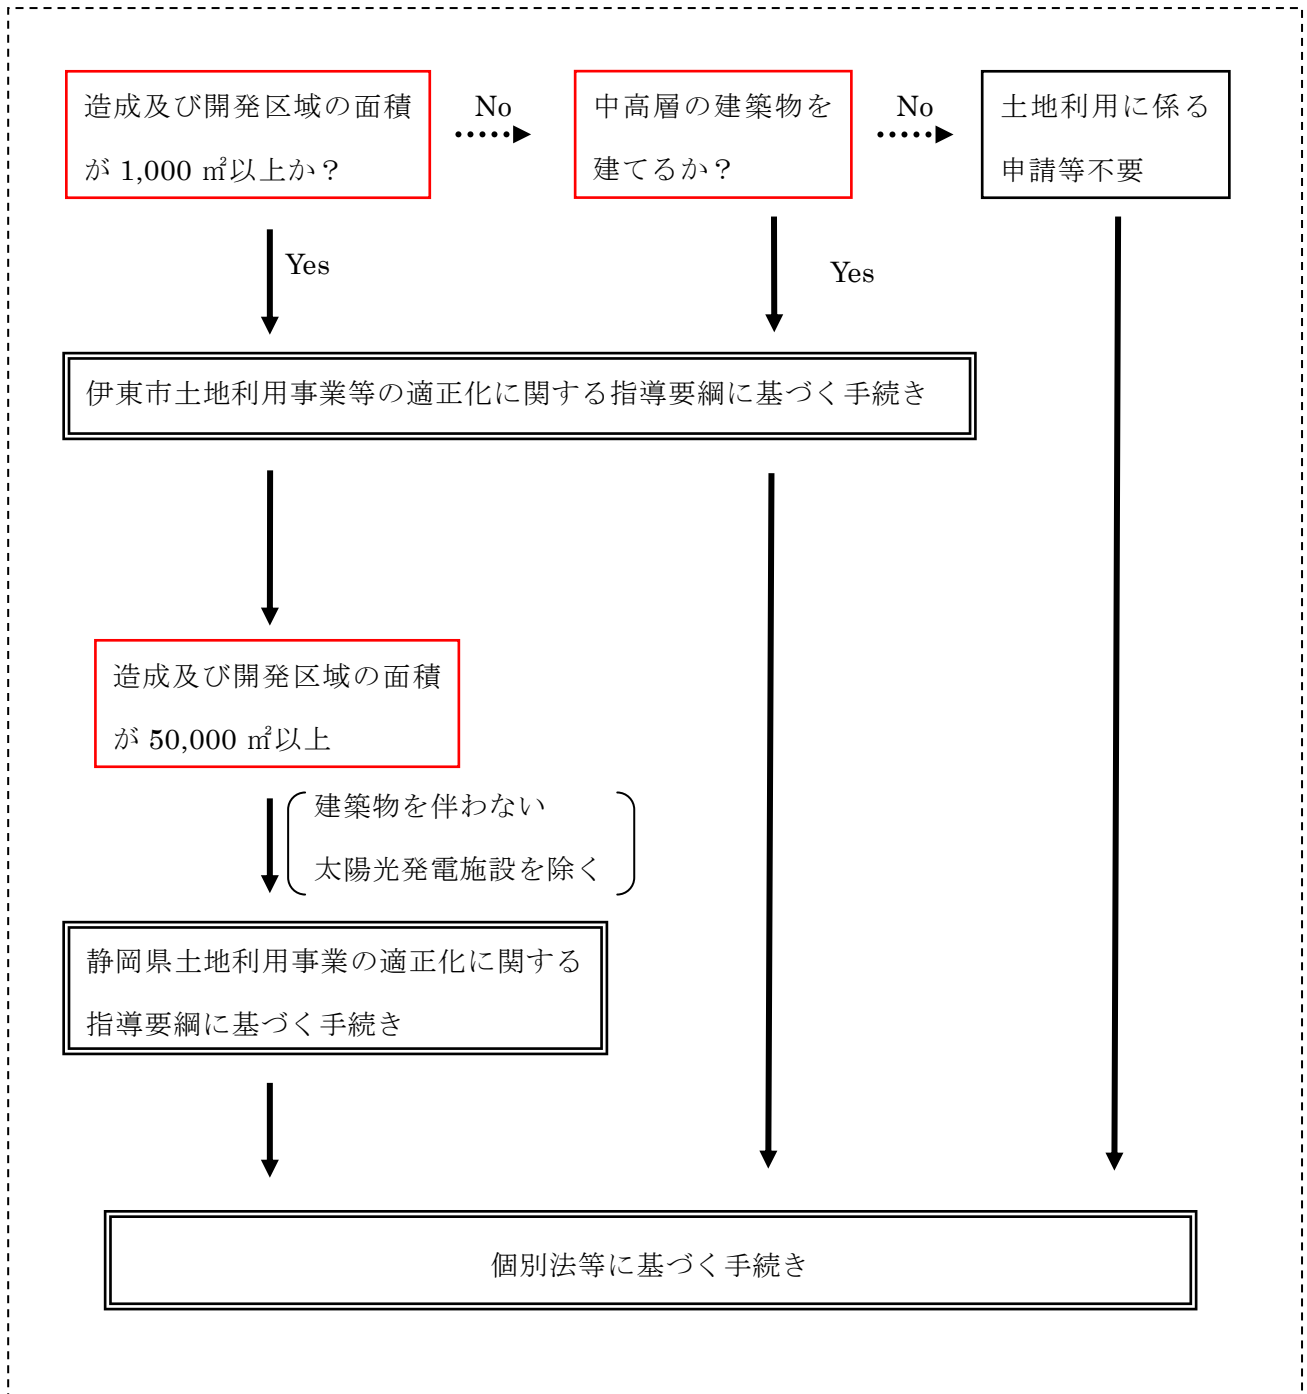 造成及び開発区域の面積
が 1,000 ㎡以上か？
No
中高層の建築物を
建てるか？
No
土地利用に係る
申請等不要
Yes
Yes
伊東市土地利用事業等の適正化に関する指導要綱に基づく手続き
造成及び開発区域の面積
が 50,000 ㎡以上
建築物を伴わない
太陽光発電施設を除く
静岡県土地利用事業の適正化に関する
指導要綱に基づく手続き
個別法等に基づく手続き